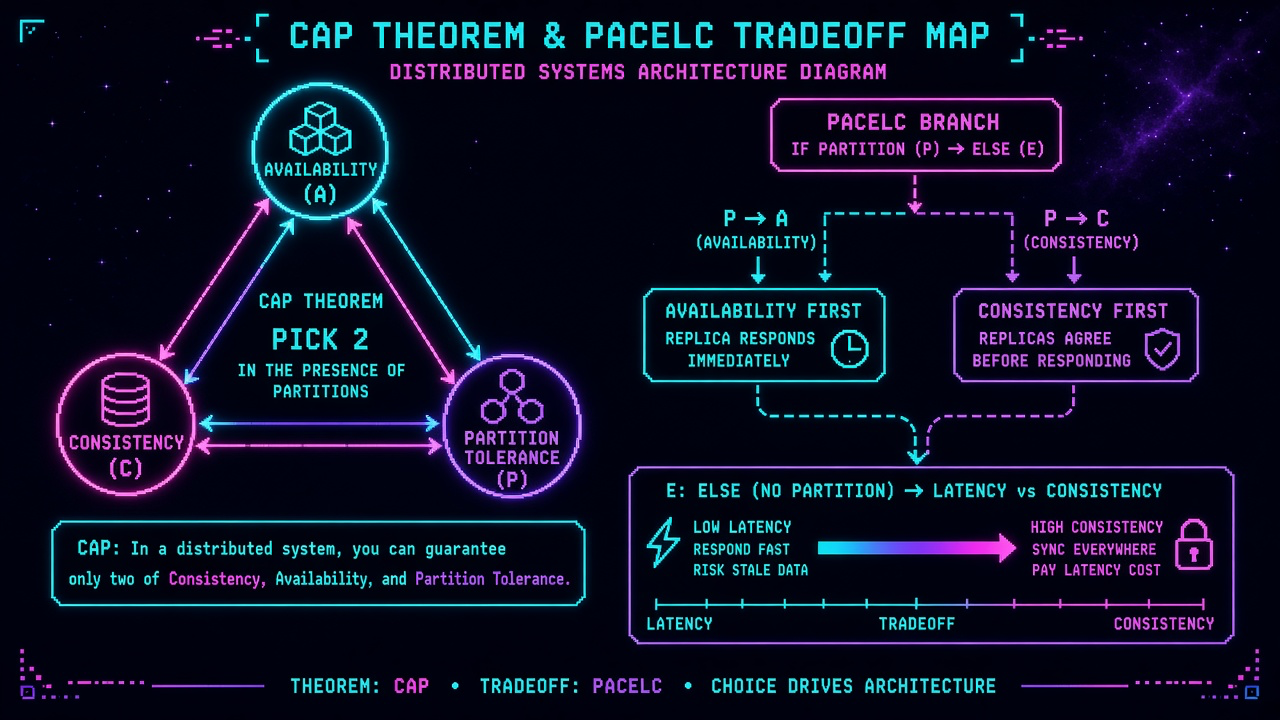 CAP THEOREM & PACELC TRADEOFF MAP
DISTRIBUTED SYSTEMS ARCHITECTURE DIAGRAM
AVAILABILITY
(A)
CAP THEOREM
PICK 2
IN THE PRESENCE OF
PARTITIONS
CONSISTENCY
(C)
PARTITION
TOLERANCE
(P)
CAP: In a distributed system, you can guarantee
only two of Consistency, Availability, and Partition Tolerance.
PACELC BRANCH
IF PARTITION (P) → ELSE (E)
P → A
(AVAILABILITY)
P → C
(CONSISTENCY)
AVAILABILITY FIRST
REPLICA RESPONDS
IMMEDIATELY
CONSISTENCY FIRST
REPLICAS AGREE
BEFORE RESPONDING
E: ELSE (NO PARTITION) → LATENCY vs CONSISTENCY
LOW LATENCY
RESPOND FAST
RISK STALE DATA
HIGH CONSISTENCY
SYNC EVERYWHERE
PAY LATENCY COST
LATENCY
TRADEOFF
CONSISTENCY
THEOREM: CAP • TRADEOFF: PACELC • CHOICE DRIVES ARCHITECTURE